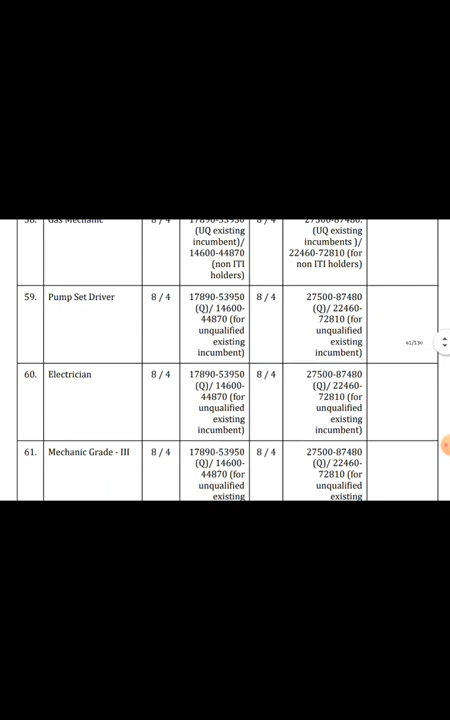 58. Gas Mechanic 8 / 4 17890-53950 8 / 4 27500-87480.
(UQ existing (UQ existing
incumbent)/ incumbents )/
14600-44870 22460-72810 (for
(non ITI non ITI holders)
holders)
59. Pump Set Driver 8 / 4 17890-53950 8 / 4 27500-87480
(Q)/ 14600- (Q)/ 22460-
44870 (for 72810 (for
unqualified unqualified
existing existing
incumbent) incumbent)
61/130
60. Electrician 8 / 4 17890-53950 8 / 4 27500-87480
(Q)/ 14600- (Q)/ 22460-
44870 (for 72810 (for
unqualified unqualified
existing existing
incumbent) incumbent)
61. Mechanic Grade - III 8 / 4 17890-53950 8 / 4 27500-87480
(Q)/ 14600- (Q)/ 22460-
44870 (for 72810 (for
unqualified unqualified
existing existing